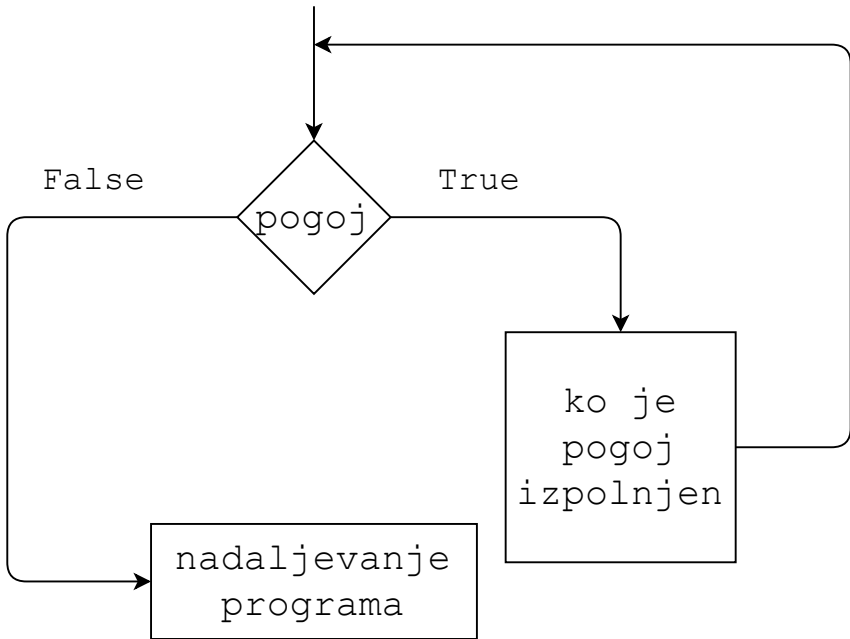 False
True
pogoj
ko je
pogoj
izpolnjen
nadaljevanje
programa